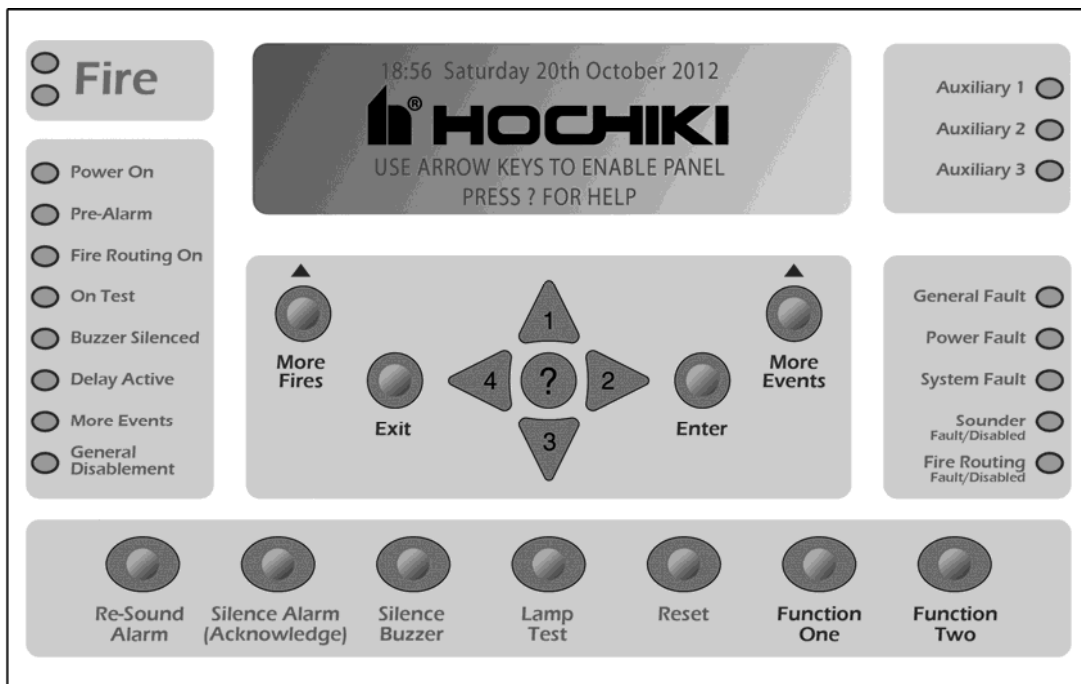 Fire
18:56 Saturday 20th October 2012
h® HOCHIKI
USE ARROW KEYS TO ENABLE PANEL
PRESS ? FOR HELP
Auxiliary 1
Auxiliary 2
Auxiliary 3
Power On
Pre-Alarm
Fire Routing On
On Test
Buzzer Silenced
Delay Active
More Events
General
Disablement
More
Fires
Exit
1
4
?
2
3
Enter
More
Events
General Fault
Power Fault
System Fault
Sounder
Fault/Disabled
Fire Routing
Fault/Disabled
Re-Sound
Alarm
Silence Alarm
(Acknowledge)
Silence
Buzzer
Lamp
Test
Reset
Function
One
Function
Two